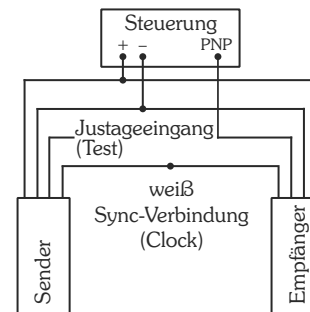 Steuerung
+ – PNP
Justageeingang
(Test)
weiß
Sync-Verbindung
(Clock)
Sender
Empfänger